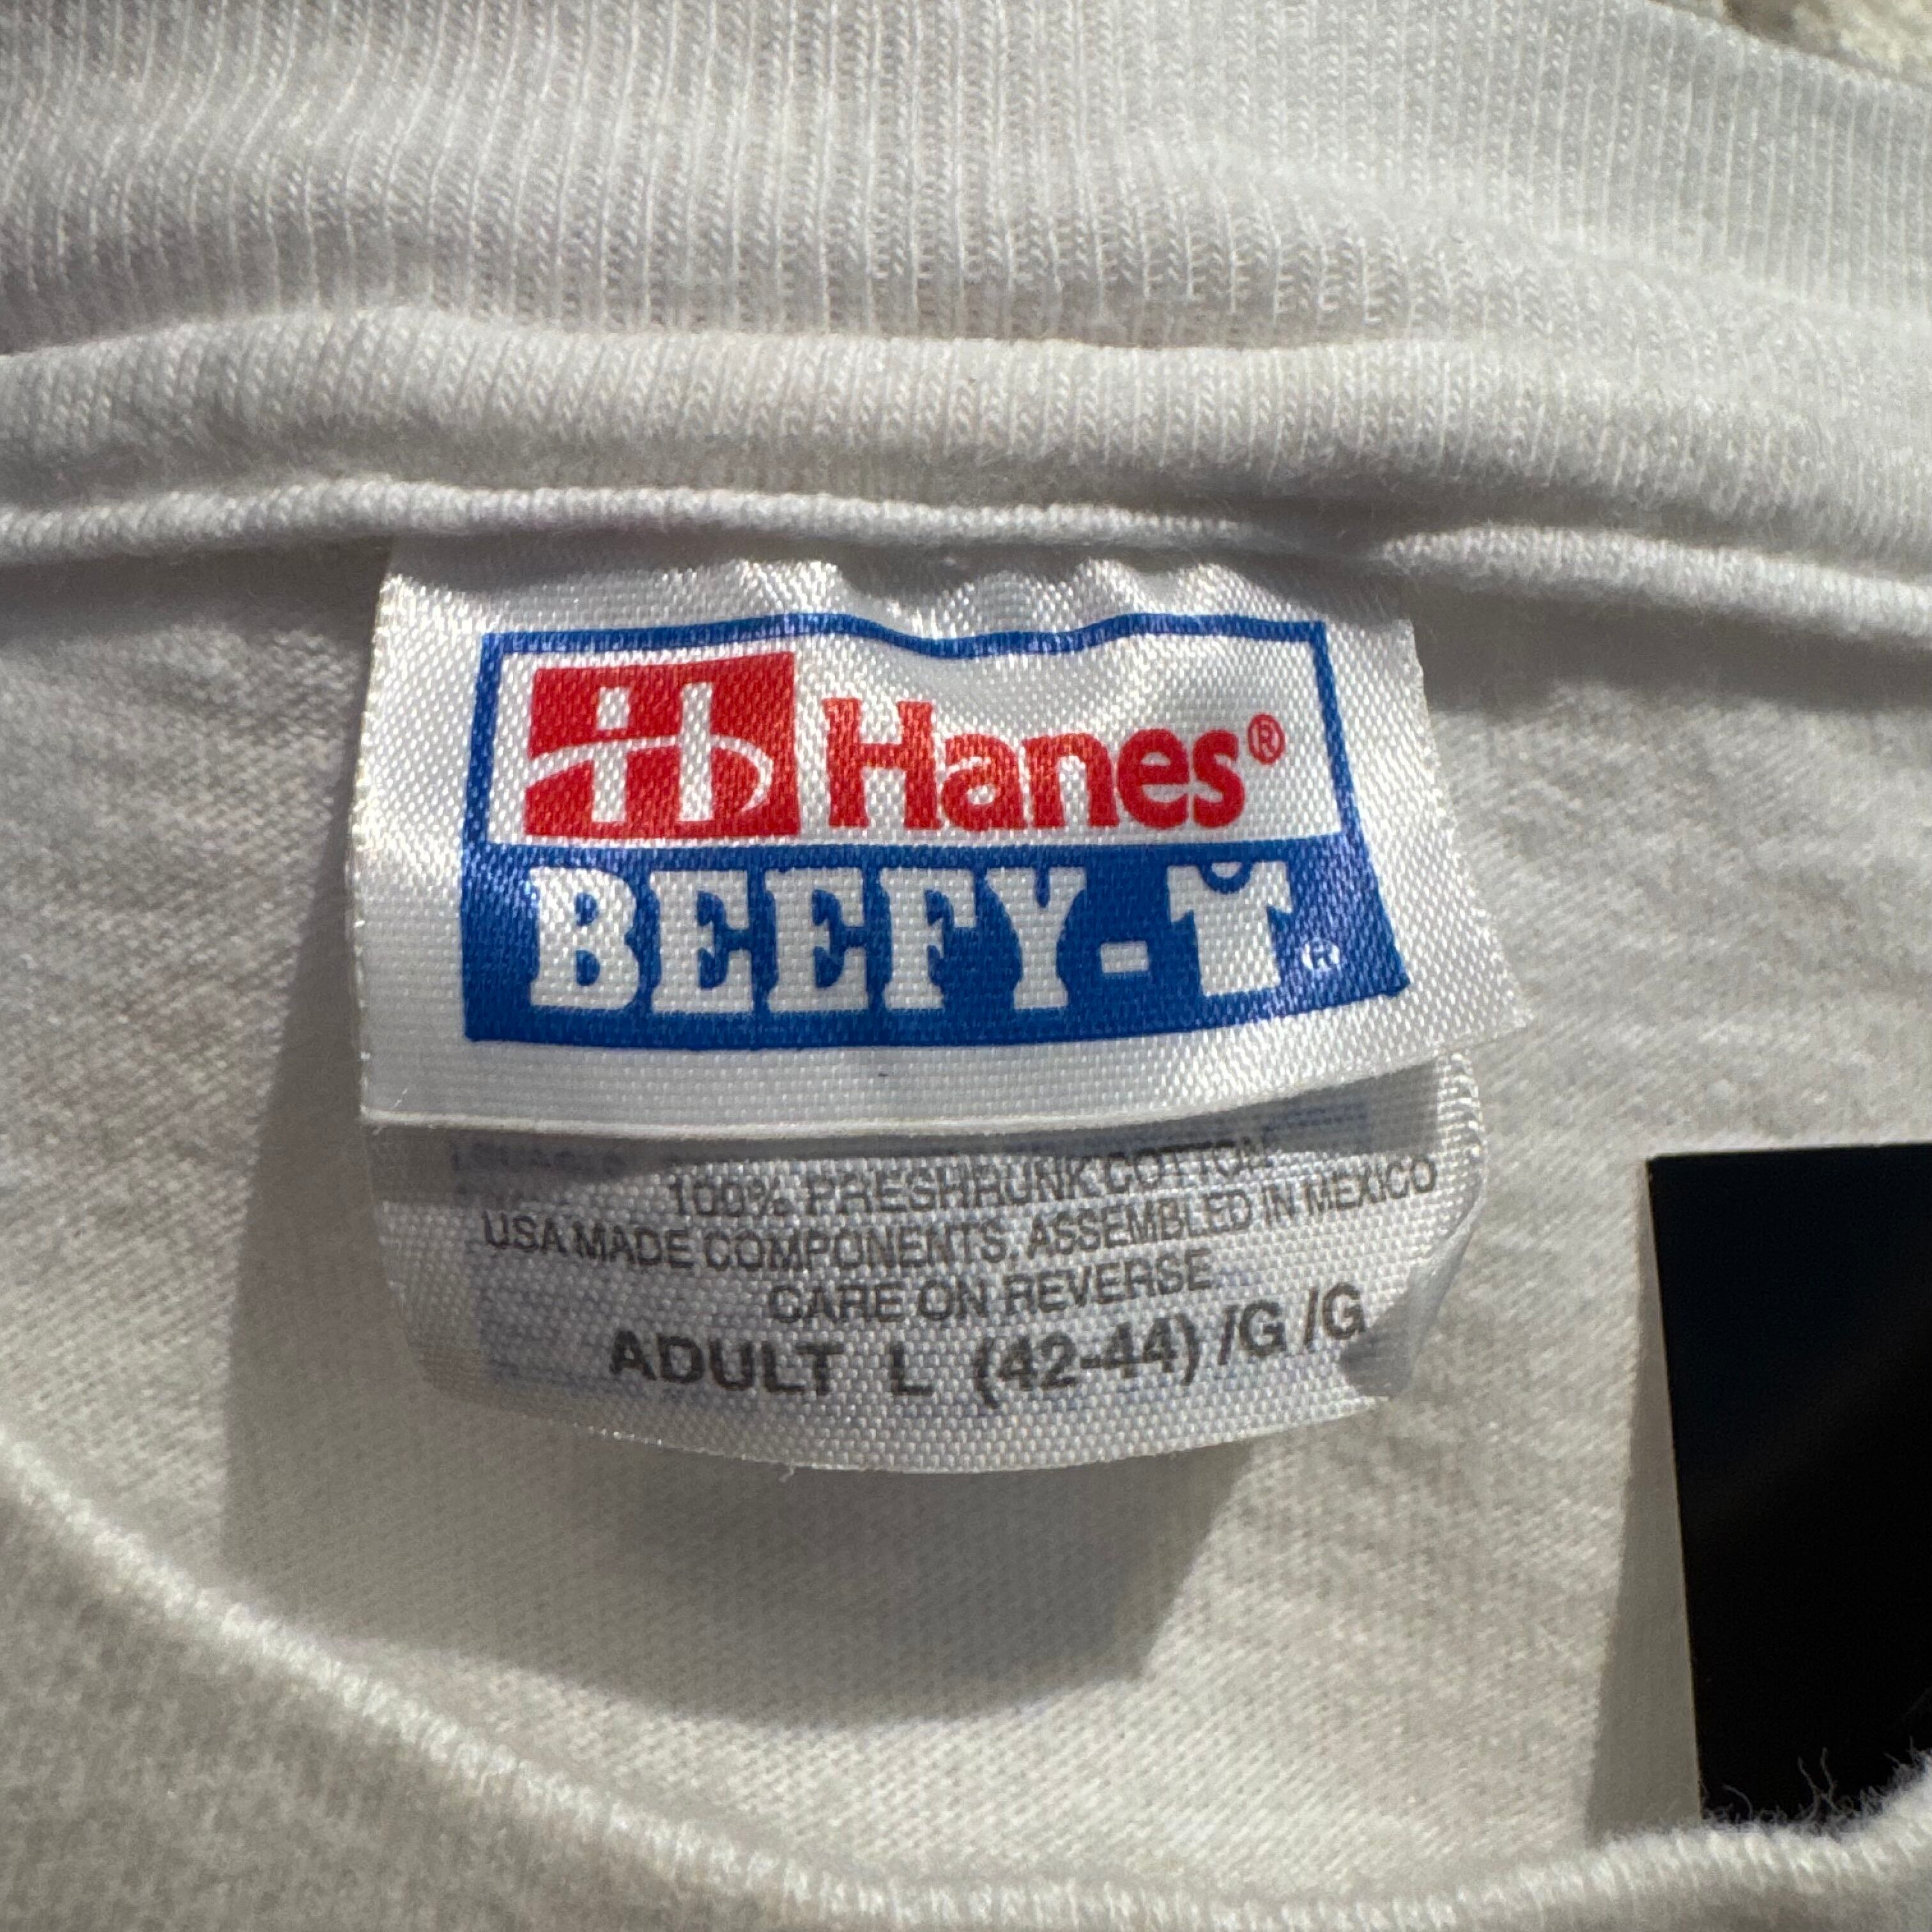 Hanes®
BEEFY-T®
100% PRESHRUNK COTTON
USA MADE COMPONENTS, ASSEMBLED IN MEXICO
CARE ON REVERSE
ADULT L (42-44) /G /G